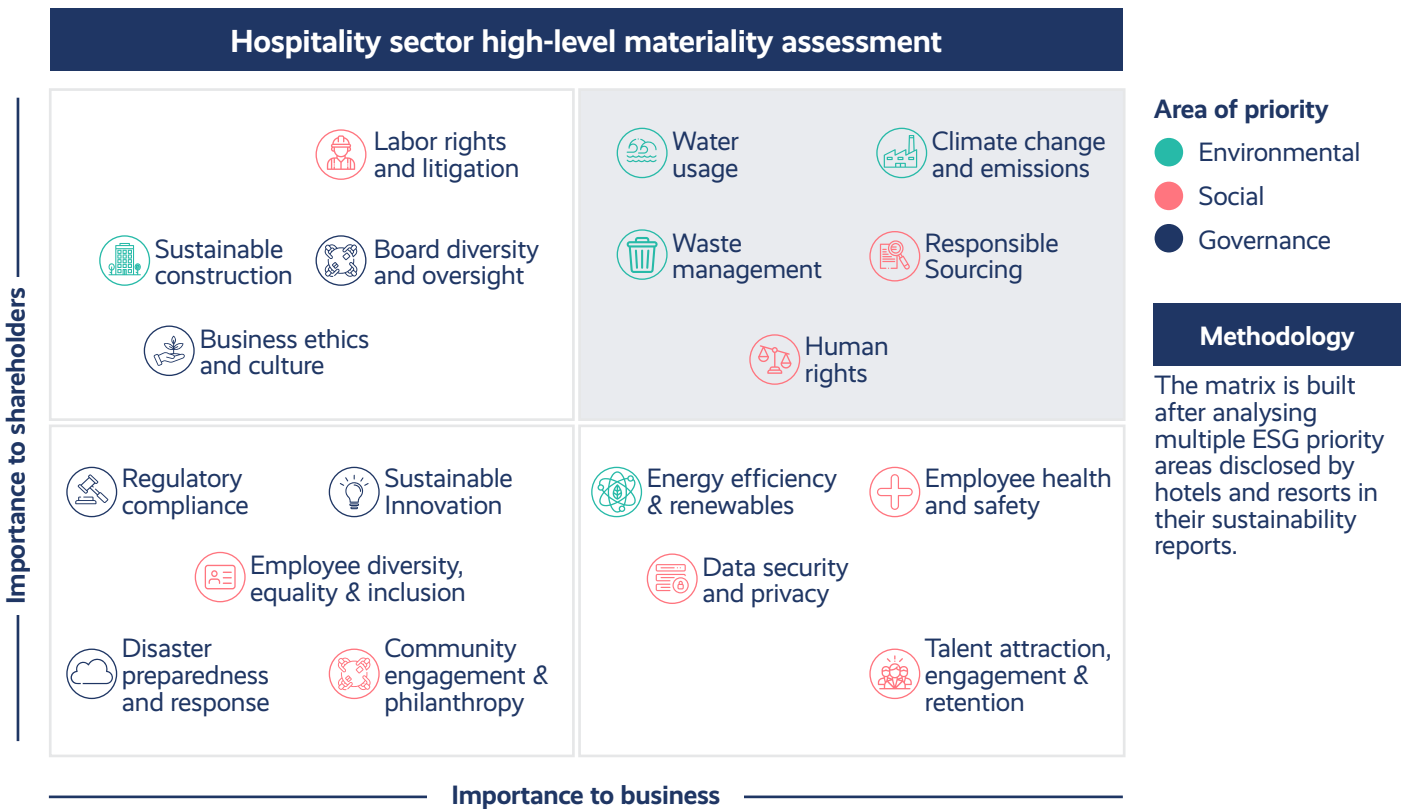 Hospitality sector high-level materiality assessment
Importance to shareholders
Labor rights
and litigation
Sustainable
construction
Board diversity
and oversight
Business ethics
and culture
Water
usage
Climate change
and emissions
Waste
management
Responsible
Sourcing
Human
rights
Regulatory
compliance
Sustainable
Innovation
Employee diversity,
equality & inclusion
Disaster
preparedness
and response
Community
engagement &
philanthropy
Energy efficiency
& renewables
Employee health
and safety
Data security
and privacy
Talent attraction,
engagement &
retention
Importance to business
Area of priority
Environmental
Social
Governance
Methodology
The matrix is built
after analysing
multiple ESG priority
areas disclosed by
hotels and resorts in
their sustainability
reports.